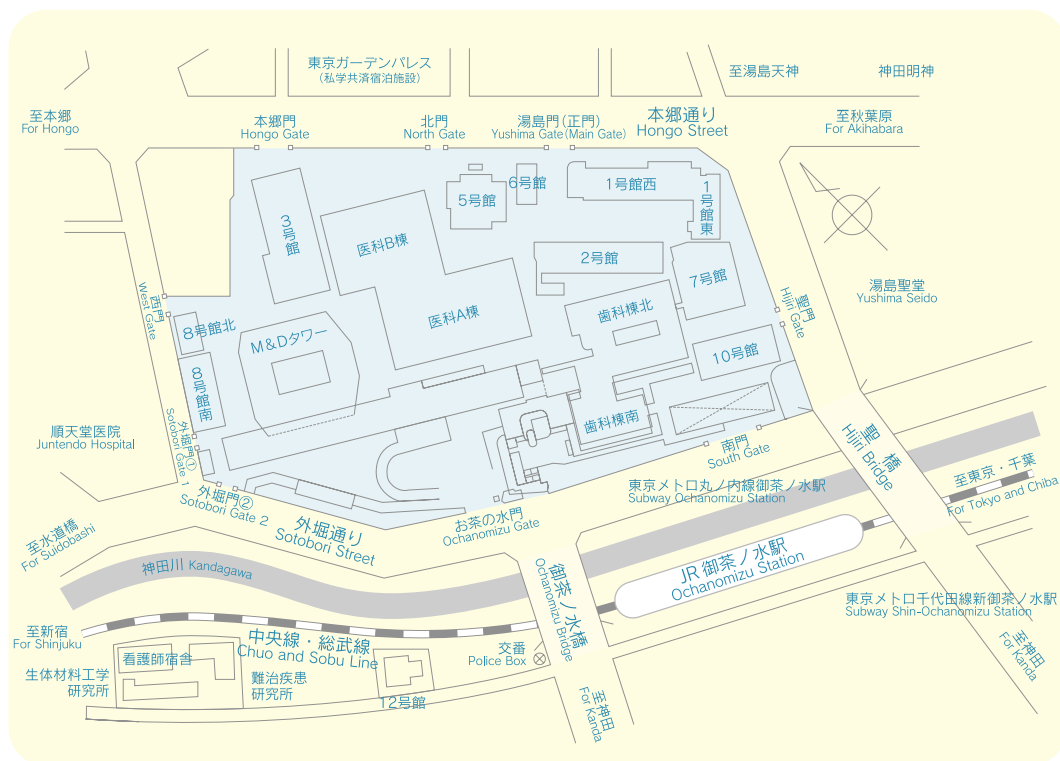 東京ガーデンパレス
（私学共済宿泊施設）
至湯島天神
神田明神
至本郷
For Hongo
本郷門
Hongo Gate
北門
North Gate
湯島門（正門）
Yushima Gate(Main Gate)
本郷通り
Hongo Street
至秋葉原
For Akihabara
3号館
医科B棟
5号館
6号館
1号館西
1号館東
2号館
7号館
湯島聖堂
Yushima Seido
西門
West Gate
8号館北
M&Dタワー
医科A棟
歯科棟北
聖門
Hijiri Gate
10号館
8号館南
順天堂医院
Juntendo Hospital
外堀門①
Sotobori Gate 1
歯科棟南
南門
South Gate
聖橋
Hijiri Bridge
外堀門②
Sotobori Gate 2
外堀通り
Sotobori Street
お茶の水門
Ochanomizu Gate
東京メトロ丸ノ内線御茶ノ水駅
Subway Ochanomizu Station
至東京・千葉
For Tokyo and Chiba
至水道橋
For Suidobashi
神田川 Kandagawa
御茶ノ水橋
Ochanomizu Bridge
JR 御茶ノ水駅
Ochanomizu Station
東京メトロ千代田線新御茶ノ水駅
Subway Shin-Ochanomizu Station
至新宿
For Shinjuku
中央線・総武線
Chuo and Sobu Line
交番
Police Box
至神田
For Kanda
看護師宿舎
生体材料工学
研究所
難治疾患
研究所
12号館
至神田
For Kanda